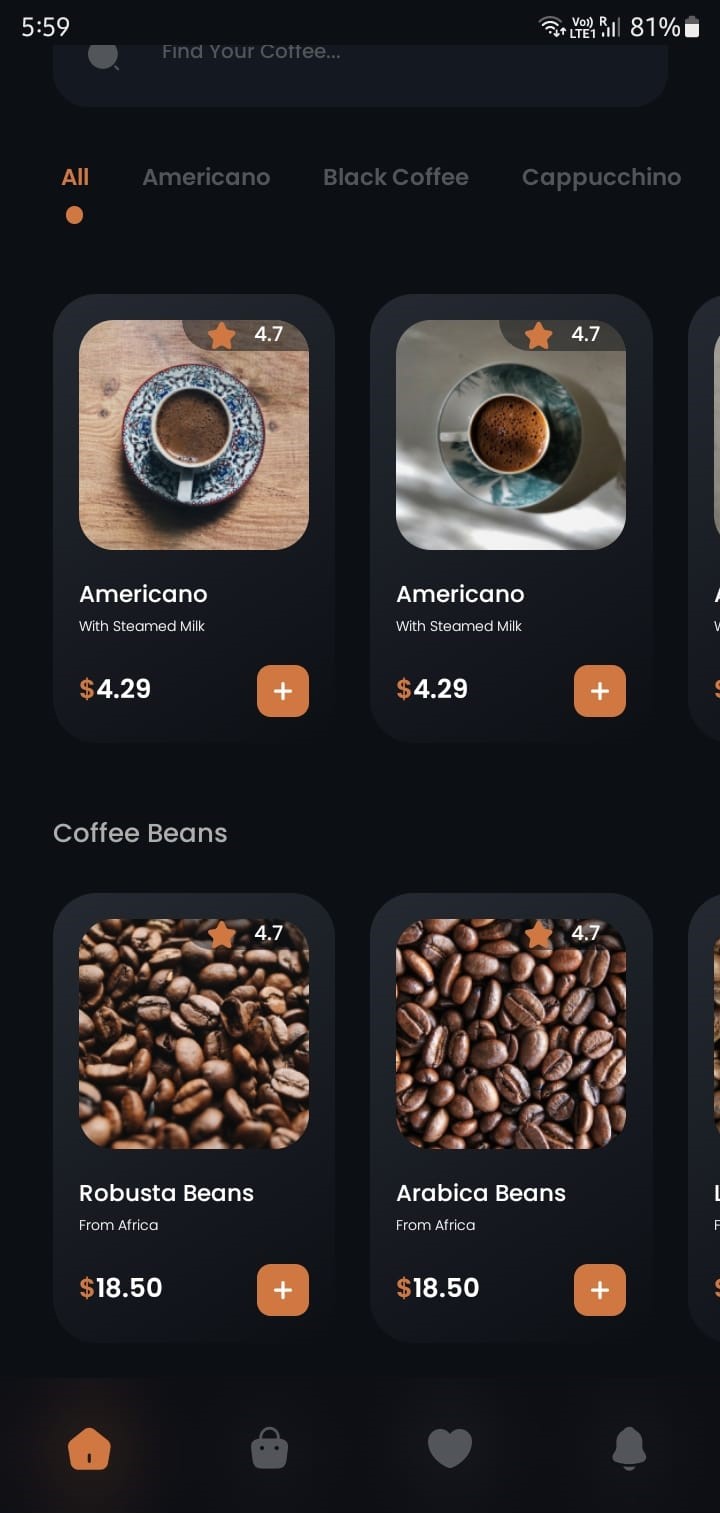 5:59 Vo)) R LTE1 81%
Find Your Coffee...
All Americano Black Coffee Cappucchino
4.7 4.7
Americano Americano
With Steamed Milk With Steamed Milk
$4.29 $4.29
Coffee Beans
4.7 4.7
Robusta Beans Arabica Beans
From Africa From Africa
$18.50 $18.50